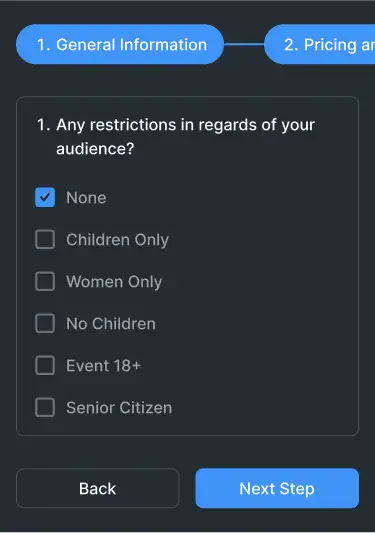 1. General Information
2. Pricing
1. Any restrictions in regards of your
audience?
None
Children Only
Women Only
No Children
Event 18+
Senior Citizen
Back
Next Step